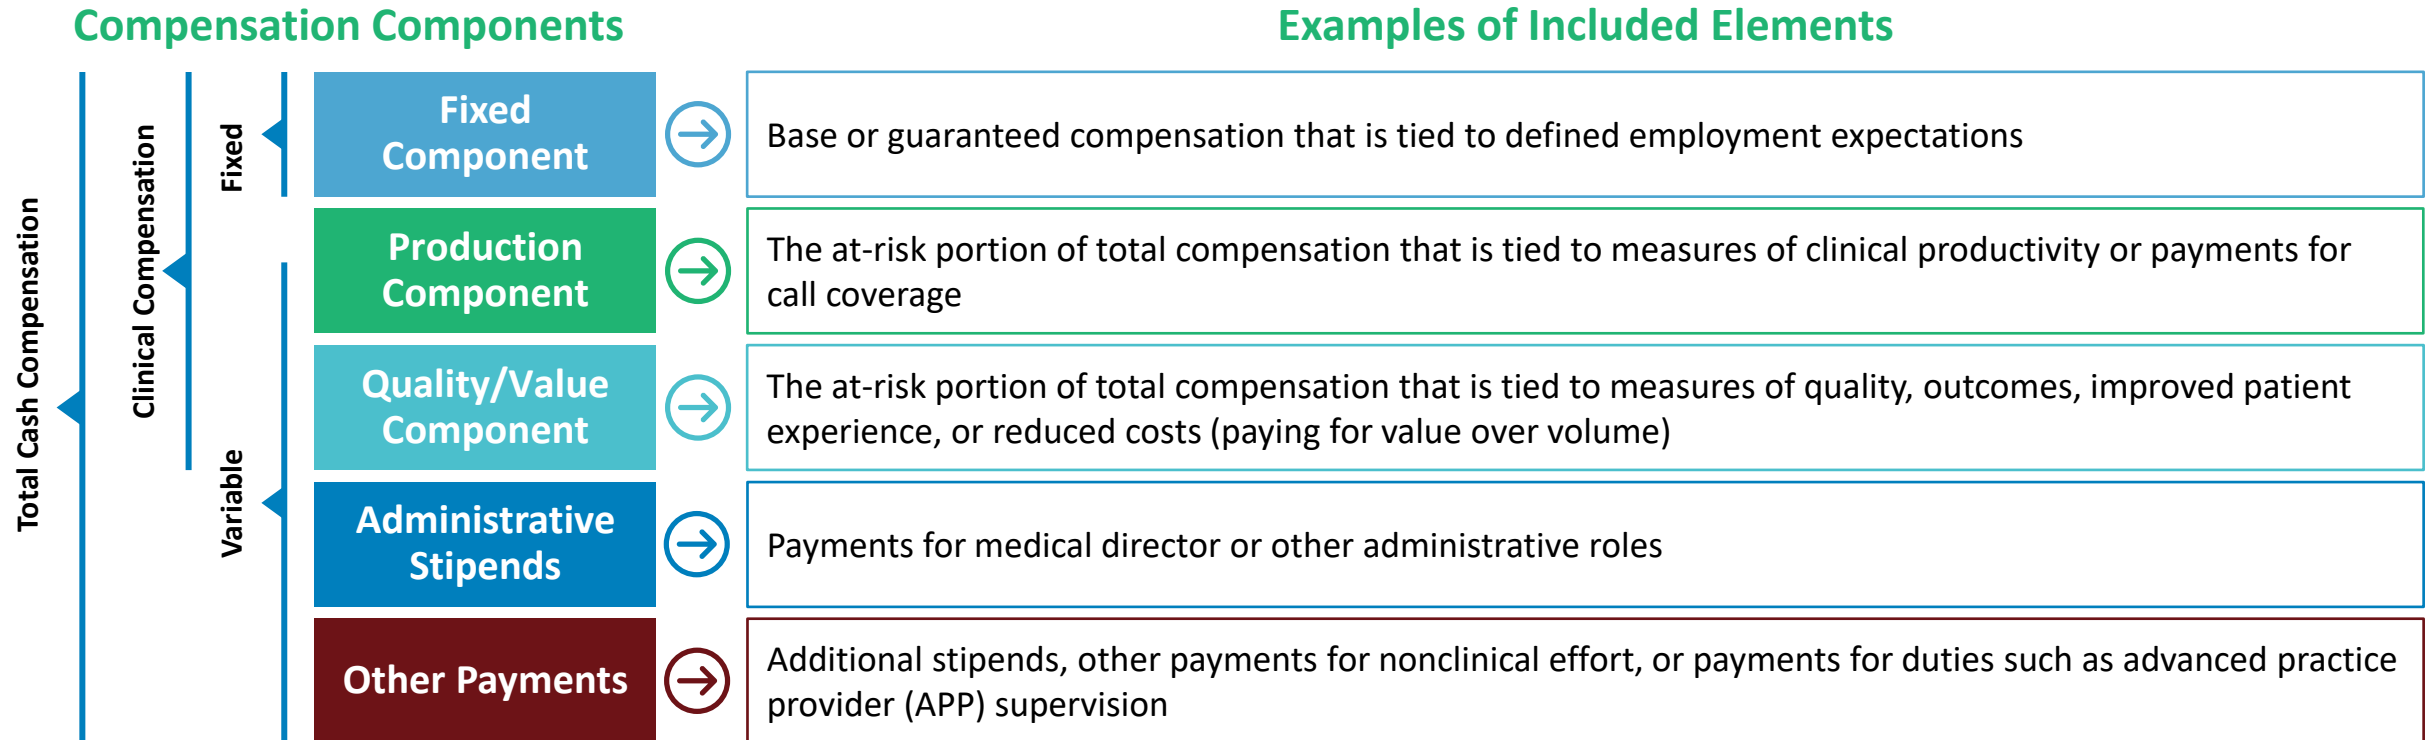 Compensation Components
Examples of Included Elements
Total Cash Compensation
Clinical Compensation
Fixed
Variable
Fixed
Component
Base or guaranteed compensation that is tied to defined employment expectations
Production
Component
The at-risk portion of total compensation that is tied to measures of clinical productivity or payments for
call coverage
Quality/Value
Component
The at-risk portion of total compensation that is tied to measures of quality, outcomes, improved patient
experience, or reduced costs (paying for value over volume)
Administrative
Stipends
Payments for medical director or other administrative roles
Other Payments
Additional stipends, other payments for nonclinical effort, or payments for duties such as advanced practice
provider (APP) supervision